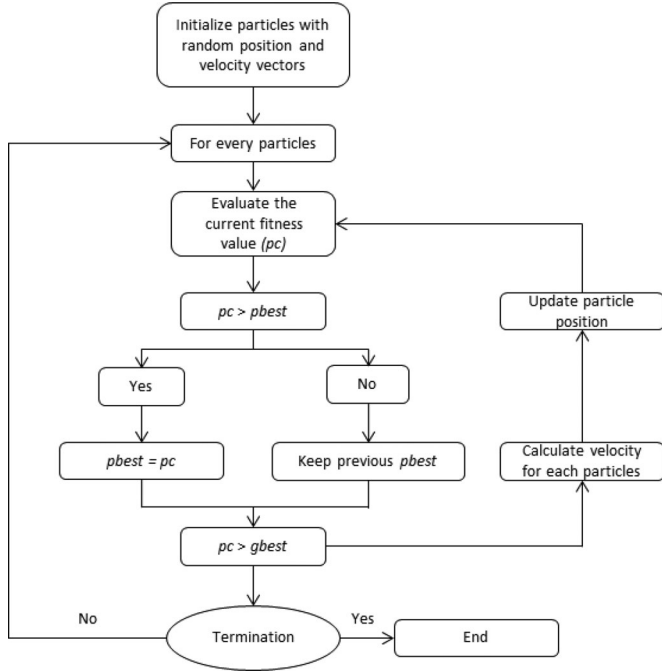 Initialize particles with
random position and
velocity vectors
For every particles
Evaluate the
current fitness
value (pc)
pc > pbest
Update particle
position
Yes
No
pbest = pc
Keep previous pbest
Calculate velocity
for each particles
pc > gbest
No
Termination
Yes
End